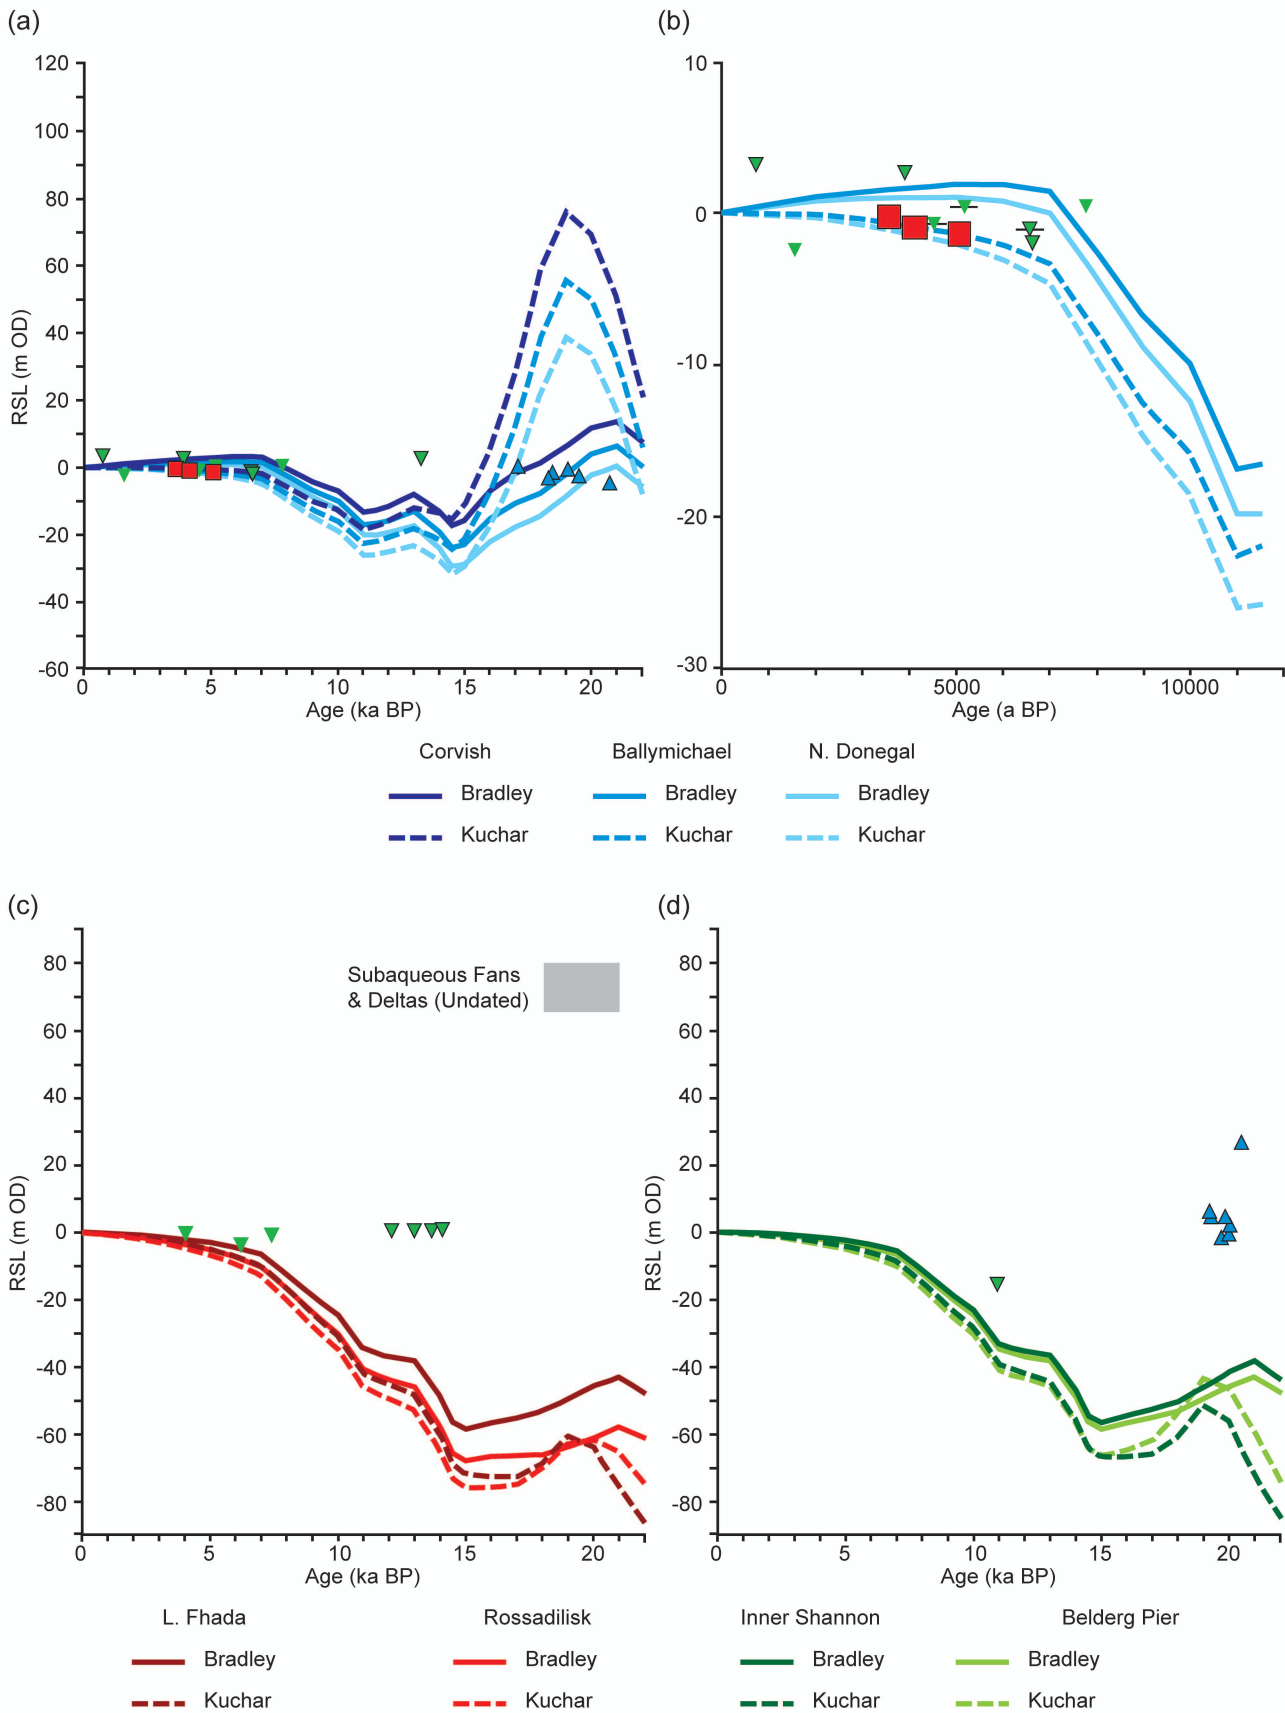 (a)
(b)
120
100
80
60
40
20
0
-20
-40
-60
RSL (m OD)
0
5
10
15
20
Age (ka BP)
10
0
-10
-20
-30
0
5000
10000
Age (a BP)
Corvish
Ballymichael
N. Donegal
Bradley
Bradley
Bradley
Kuchar
Kuchar
Kuchar
(c)
(d)
80
60
40
20
0
-20
-40
-60
-80
RSL (m OD)
Subaqueous Fans
& Deltas (Undated)
0
5
10
15
20
Age (ka BP)
80
60
40
20
0
-20
-40
-60
-80
RSL (m OD)
0
5
10
15
20
Age (ka BP)
L. Fhada
Rossadilisk
Inner Shannon
Belderg Pier
Bradley
Bradley
Bradley
Bradley
Kuchar
Kuchar
Kuchar
Kuchar